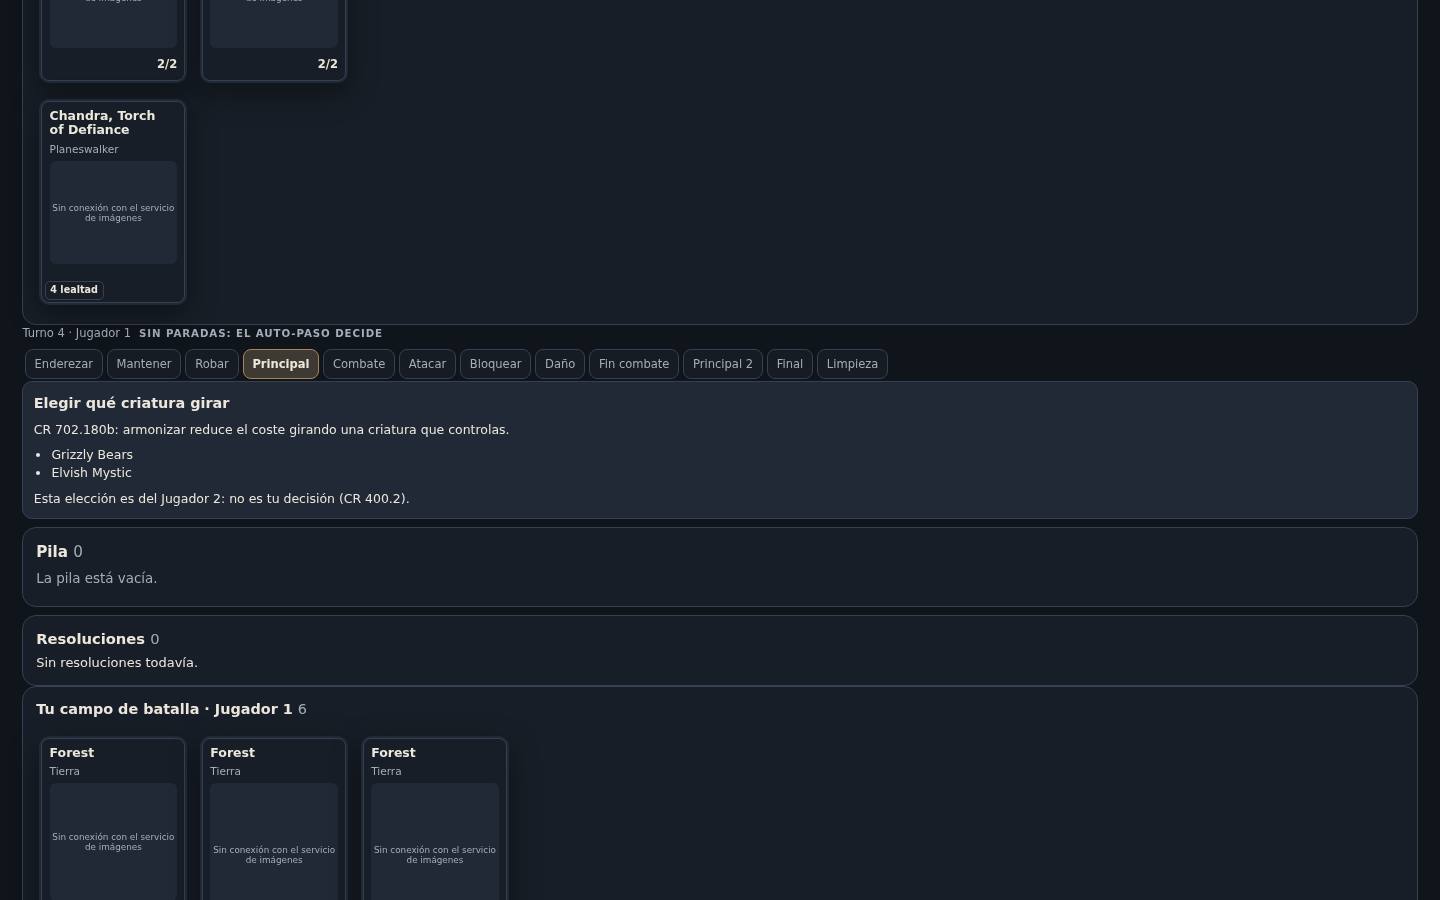 2/2
2/2
Chandra, Torch
of Defiance
Planeswalker
Sin conexión con el servicio
de imágenes
4 lealtad
Turno 4 · Jugador 1 SIN PARADAS: EL AUTO-PASO DECIDE
Enderezar Mantener Robar Principal Combate Atacar Bloquear Daño Fin combate Principal 2 Final Limpieza
Elegir qué criatura girar
CR 702.180b: armonizar reduce el coste girando una criatura que controlas.
• Grizzly Bears
• Elvish Mystic
Esta elección es del Jugador 2: no es tu decisión (CR 400.2).
Pila 0
La pila está vacía.
Resoluciones 0
Sin resoluciones todavía.
Tu campo de batalla · Jugador 1 6
Forest
Tierra
Sin conexión con el servicio
de imágenes
Forest
Tierra
Sin conexión con el servicio
de imágenes
Forest
Tierra
Sin conexión con el servicio
de imágenes